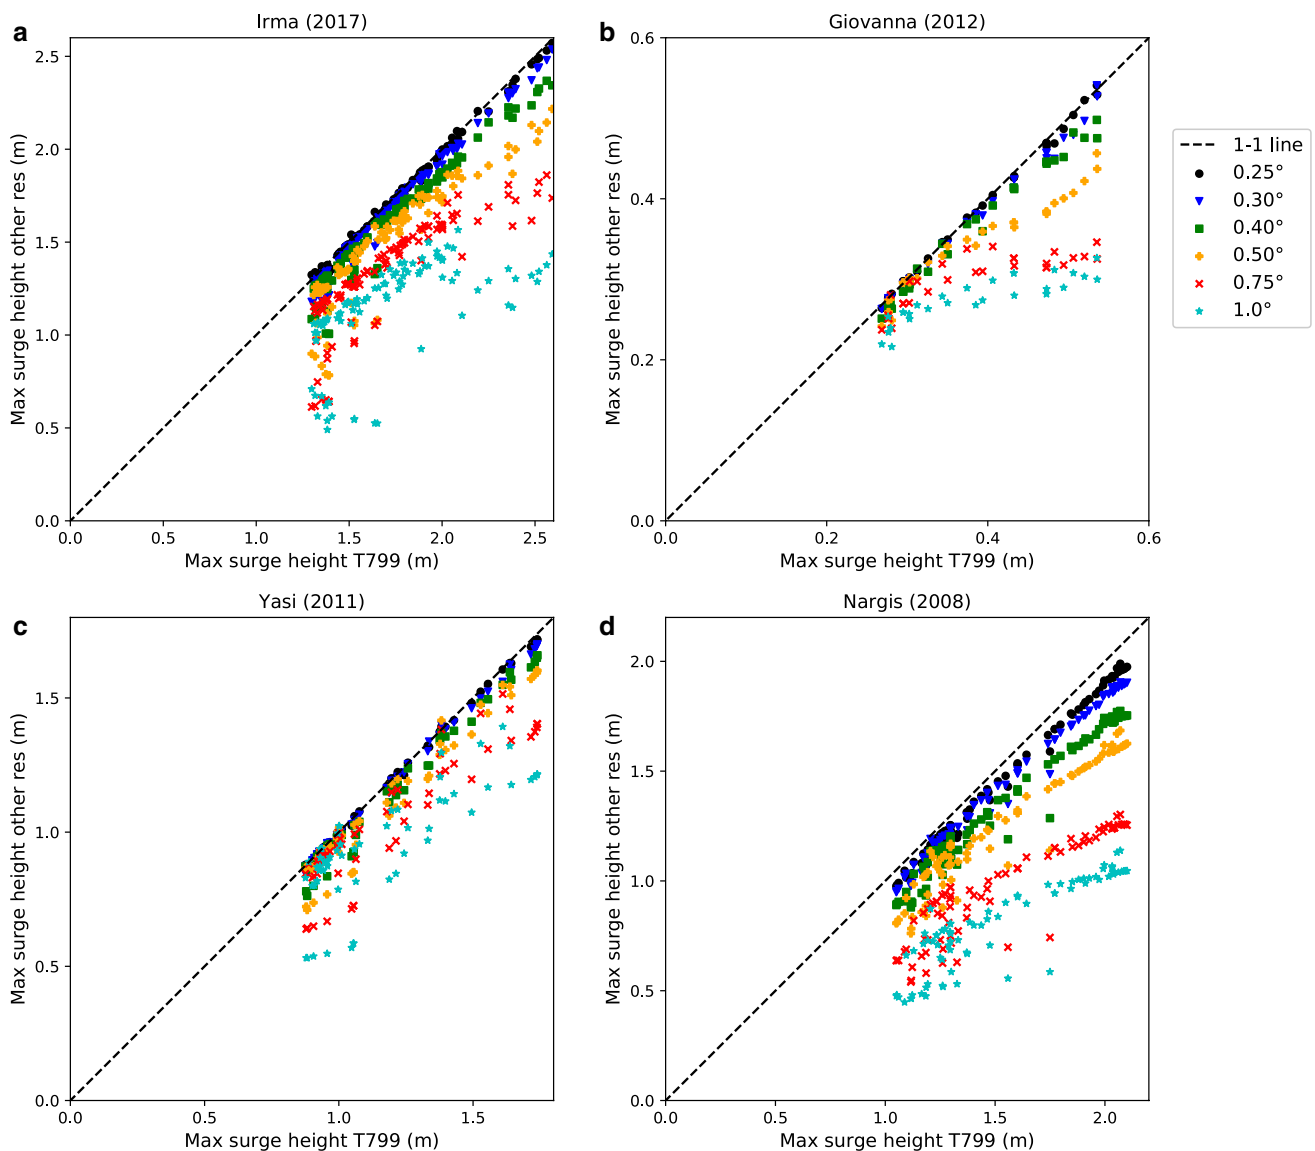 a
Irma (2017)
Max surge height other res (m)
2.5
2.0
1.5
1.0
0.5
0.0
0.0 0.5 1.0 1.5 2.0 2.5
Max surge height T799 (m)
b
Giovanna (2012)
Max surge height other res (m)
0.6
0.4
0.2
0.0
0.0 0.2 0.4 0.6
Max surge height T799 (m)
1-1 line
0.25°
0.30°
0.40°
0.50°
0.75°
1.0°
c
Yasi (2011)
Max surge height other res (m)
1.5
1.0
0.5
0.0
0.0 0.5 1.0 1.5
Max surge height T799 (m)
d
Nargis (2008)
Max surge height other res (m)
2.0
1.5
1.0
0.5
0.0
0.0 0.5 1.0 1.5 2.0
Max surge height T799 (m)